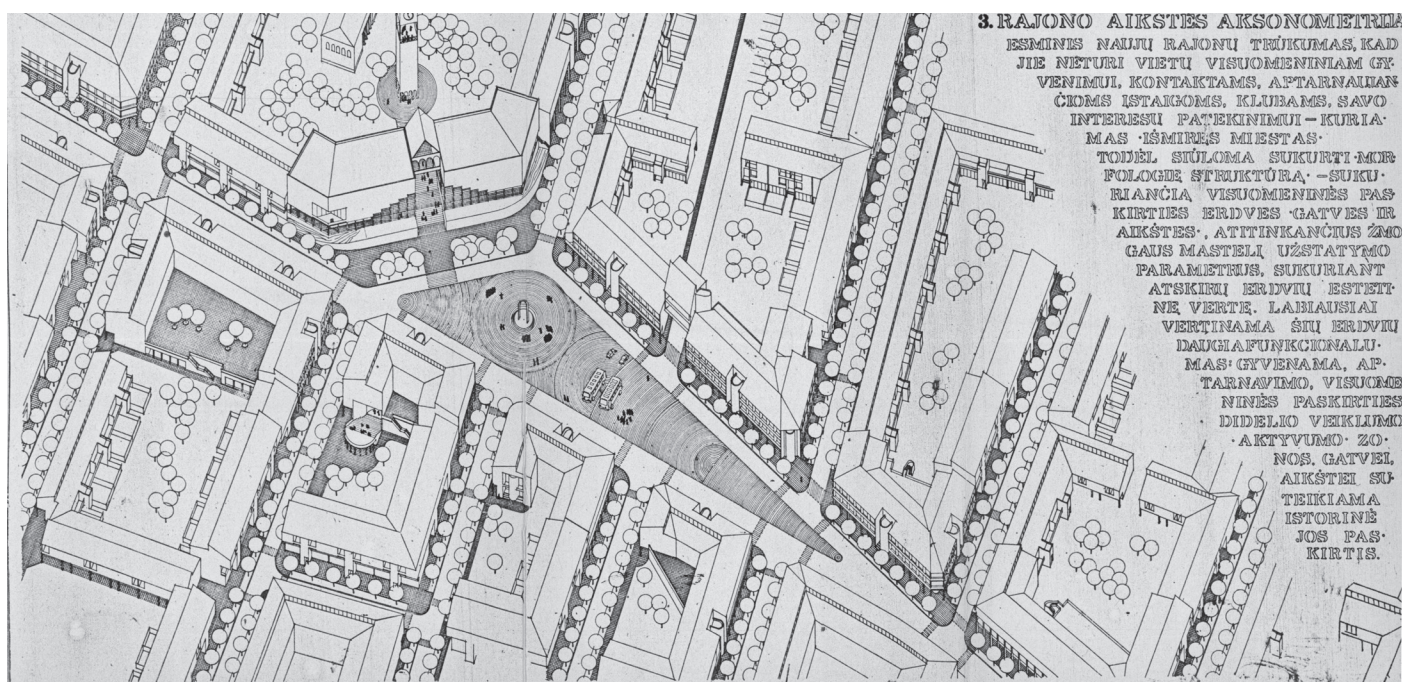 3. RAJONO AIKŠTĖS AKSONOMETRIJA
ESMINIS NAUJŲ RAJONŲ TRŪKUMAS, KAD
JIE NETURI VIETŲ VISUOMENINIAM GY-
VENIMUI, KONTAKTAMS, APTARNAUJAN-
ČIOMS ĮSTAIGOMS, KLUBAMS, SAVO
INTERESŲ PATEKINIMUI – KURIA-
MAS "IŠMIRĘS MIESTAS"
TODĖL SIŪLOMA SUKURTI MOR-
FOLOGIĘ STRUKTŪRĄ – SUKU-
RIANČIĄ VISUOMENINĖS PAS-
KIRTIES ERDVES "GATVES IR
AIKŠTES", ATITINKANČIUS ŽMO
GAUS MASTELĮ UŽSTATYMO
PARAMETRUS, SUKURIANT
ATSKIRŲ ERDVIŲ ESTETI-
NĘ VERTĘ. LABIAUSIAI
VERTINAMA ŠIŲ ERDVIŲ
DAUGIAFUNKCIONALU-
MAS: GYVENAMA, AP-
TARNAVIMO, VISUOME
NINĖS PASKIRTIES
DIDELIO VEIKLUMO
"AKTYVUMO" ZO-
NOS. GATVEI,
AIKŠTEI SU-
TEIKIAMA
ISTORINĖ
JOS PAS-
KIRTIS.